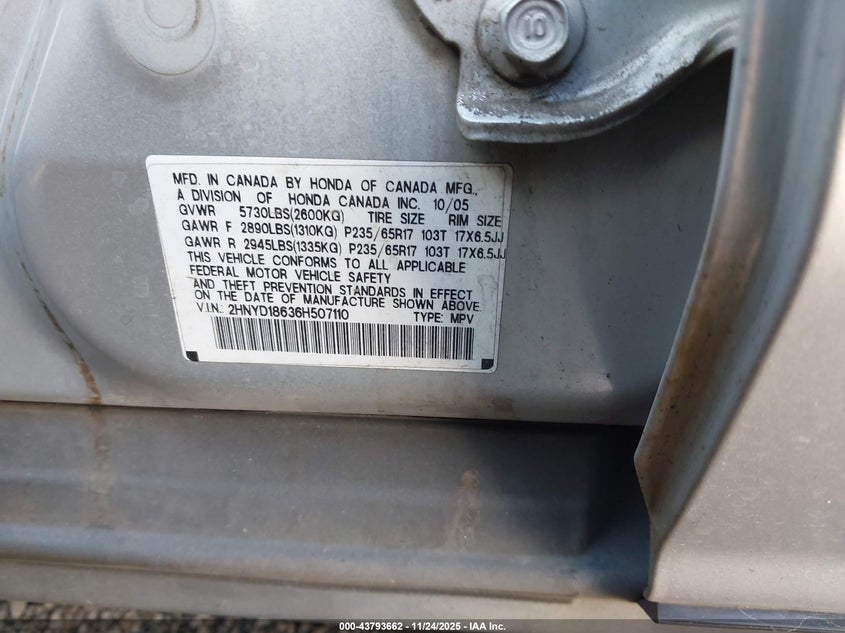 10
MFD. IN CANADA BY HONDA OF CANADA MFG.,
A DIVISION OF HONDA CANADA INC. 10/05
GVWR 5730LBS(2600KG) TIRE SIZE RIM SIZE
GAWR F 2890LBS(1310KG) P235/65R17 103T 17X6.5JJ
GAWR R 2945LBS(1335KG) P235/65R17 103T 17X6.5JJ
THIS VEHICLE CONFORMS TO ALL APPLICABLE
FEDERAL MOTOR VEHICLE SAFETY
AND THEFT PREVENTION STANDARDS IN EFFECT
ON THE DATE OF MANUFACTURE SHOWN ABOVE.
V.I.N.: 2HNYD18636H507110 TYPE: MPV
000-43793662 - 11/24/2025 - IAA Inc.